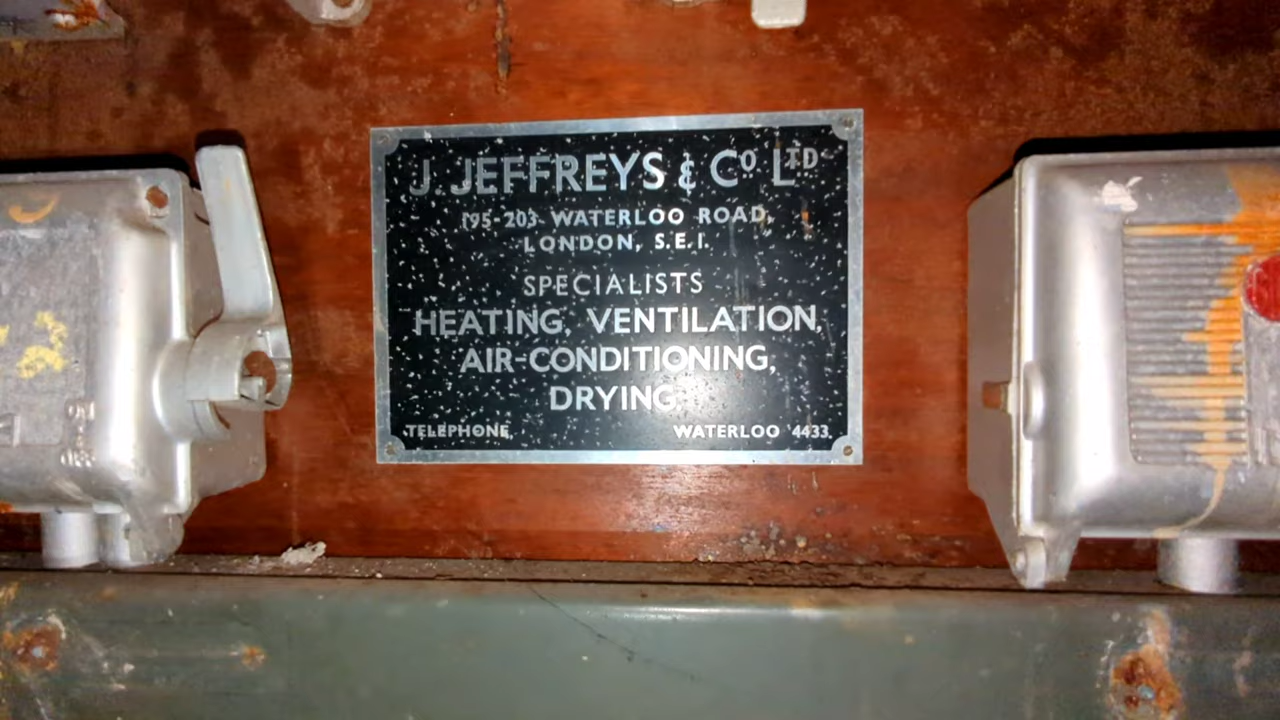 J. JEFFREYS & Cº LTD
195-203 WATERLOO ROAD,
LONDON, S.E.1.
SPECIALISTS
HEATING, VENTILATION,
AIR-CONDITIONING,
DRYING
TELEPHONE WATERLOO 4433